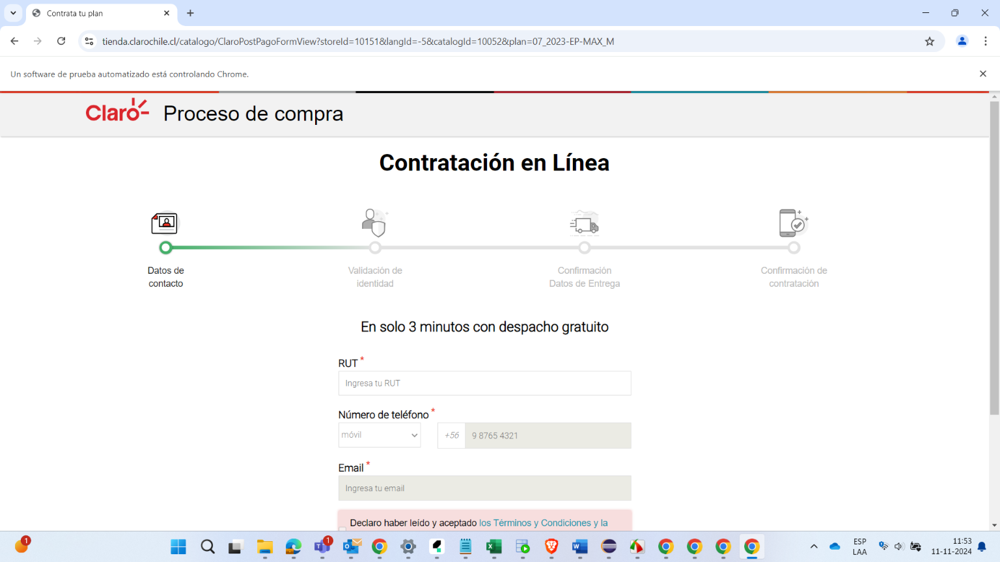 Contrata tu plan
tienda.clarochile.cl/catalogo/ClaroPostPagoFormView?storeId=10151&langId=-5&catalogId=10052&plan=07_2023-EP-MAX_M
Un software de prueba automatizado está controlando Chrome.
Claro
Proceso de compra
Contratación en Línea
Datos de
contacto
Validación de
identidad
Confirmación
Datos de Entrega
Confirmación de
contratación
En solo 3 minutos con despacho gratuito
RUT *
Ingresa tu RUT
Número de teléfono *
móvil
+56
9 8765 4321
Email *
Ingresa tu email
Declaro haber leído y aceptado los Términos y Condiciones y la
1
1
ESP
LAA
11:53
11-11-2024